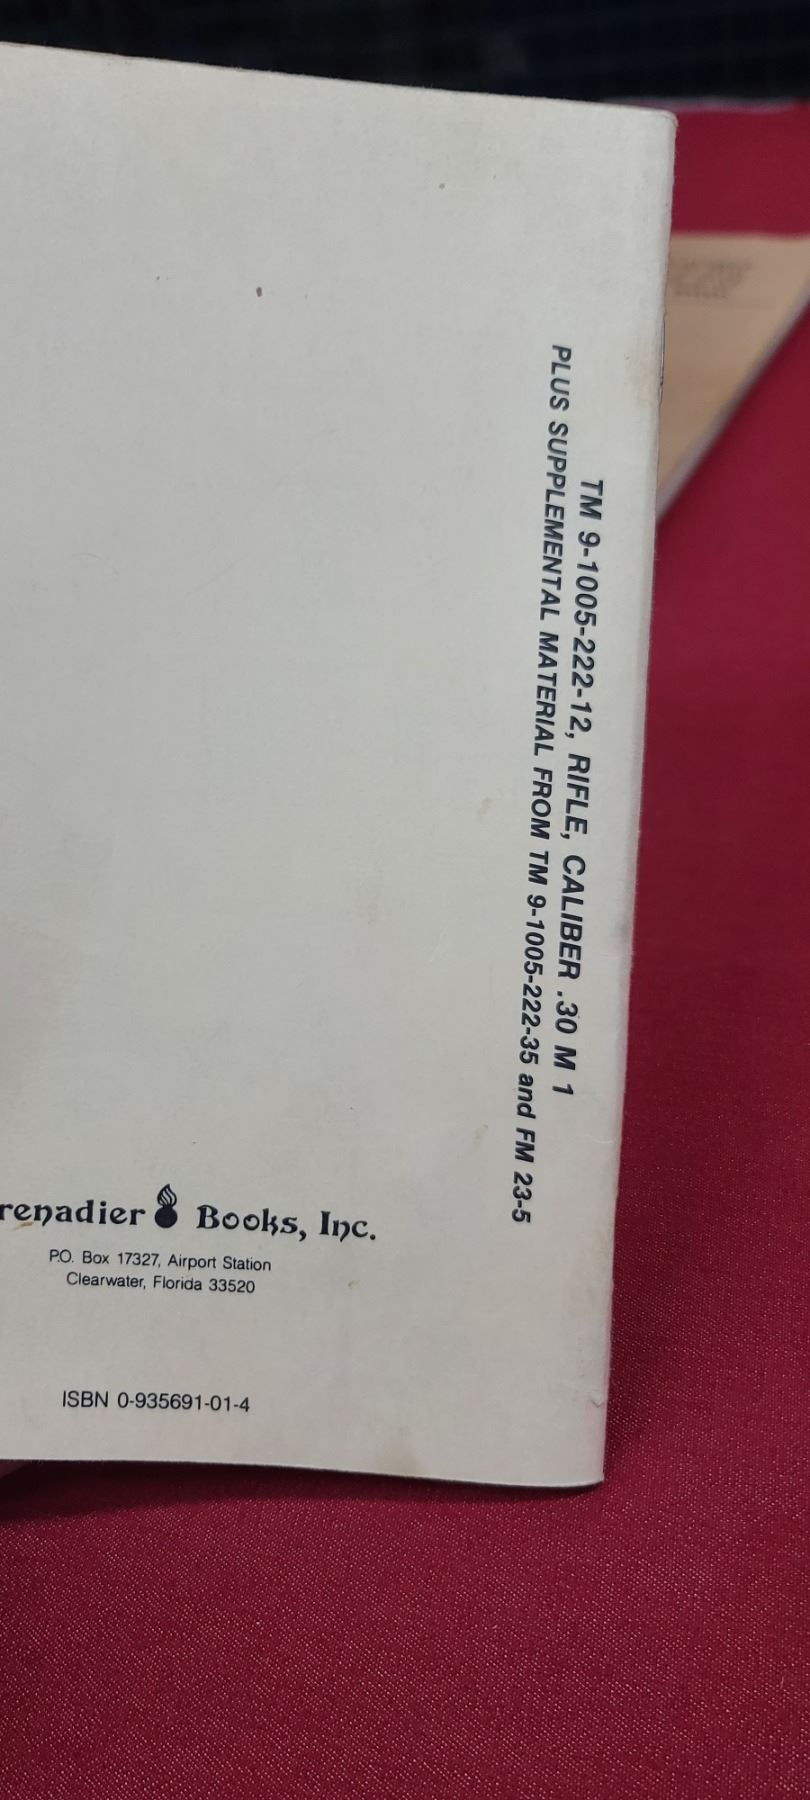 TM 9-1005-222-12, RIFLE, CALIBER .30 M 1
PLUS SUPPLEMENTAL MATERIAL FROM TM 9-1005-222-35 and FM 23-5
renadier Books, Inc.
P.O. Box 17327, Airport Station
Clearwater, Florida 33520
ISBN 0-935691-01-4